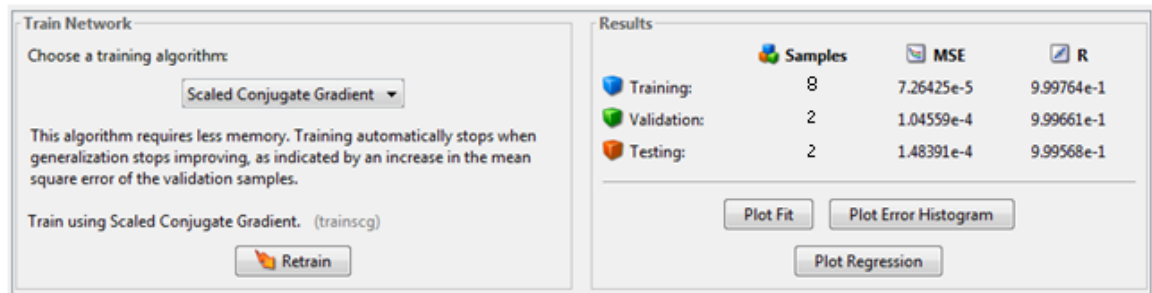 Train Network
Choose a training algorithm:
Scaled Conjugate Gradient
This algorithm requires less memory. Training automatically stops when
generalization stops improving, as indicated by an increase in the mean
square error of the validation samples.
Train using Scaled Conjugate Gradient. (trainscg)
Retrain
Results
Samples MSE R
Training: 8 7.26425e-5 9.99764e-1
Validation: 2 1.04559e-4 9.99661e-1
Testing: 2 1.48391e-4 9.99568e-1
Plot Fit Plot Error Histogram
Plot Regression